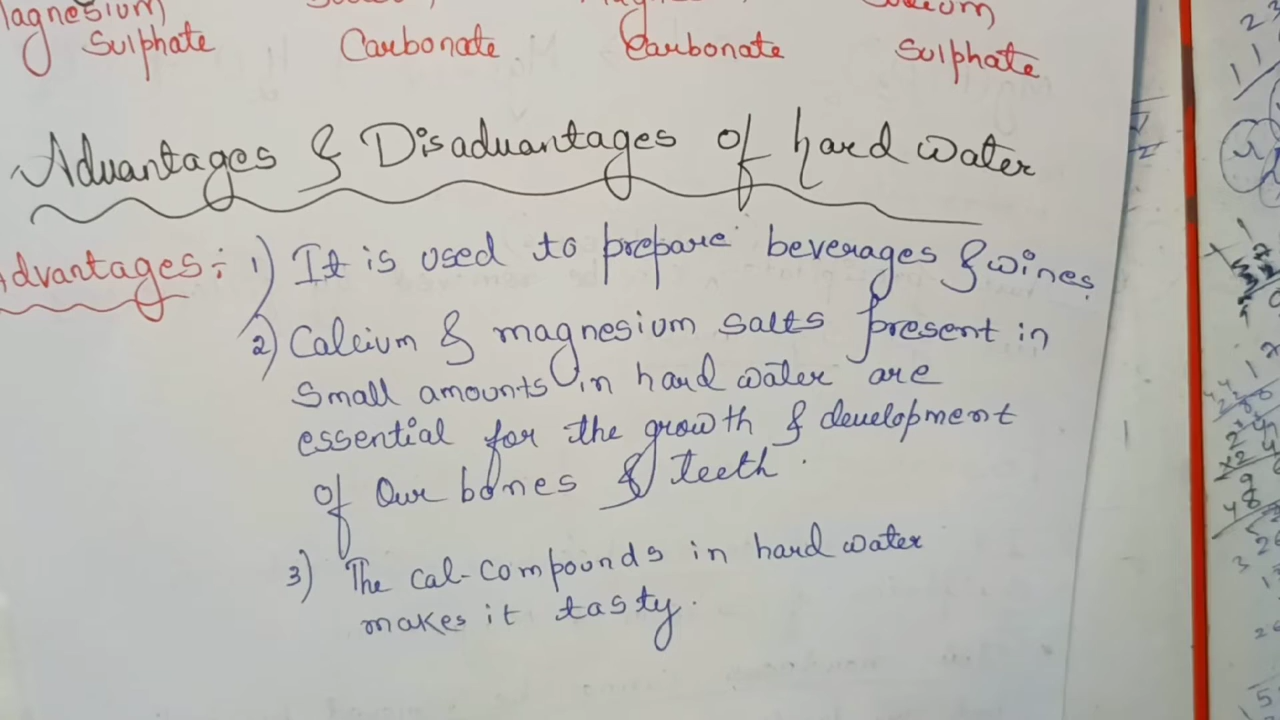 Magnesium
Sulphate Carbonate Carbonate Sulphate
Advantages & Disadvantages of hard water
Advantages:- 1) It is used to prepare beverages & wines.
2) Calcium & magnesium salts present in
small amounts in hard water are
essential for the growth & development
of Our bones & teeth.
3) The cal-compounds in hard water
makes it tasty.